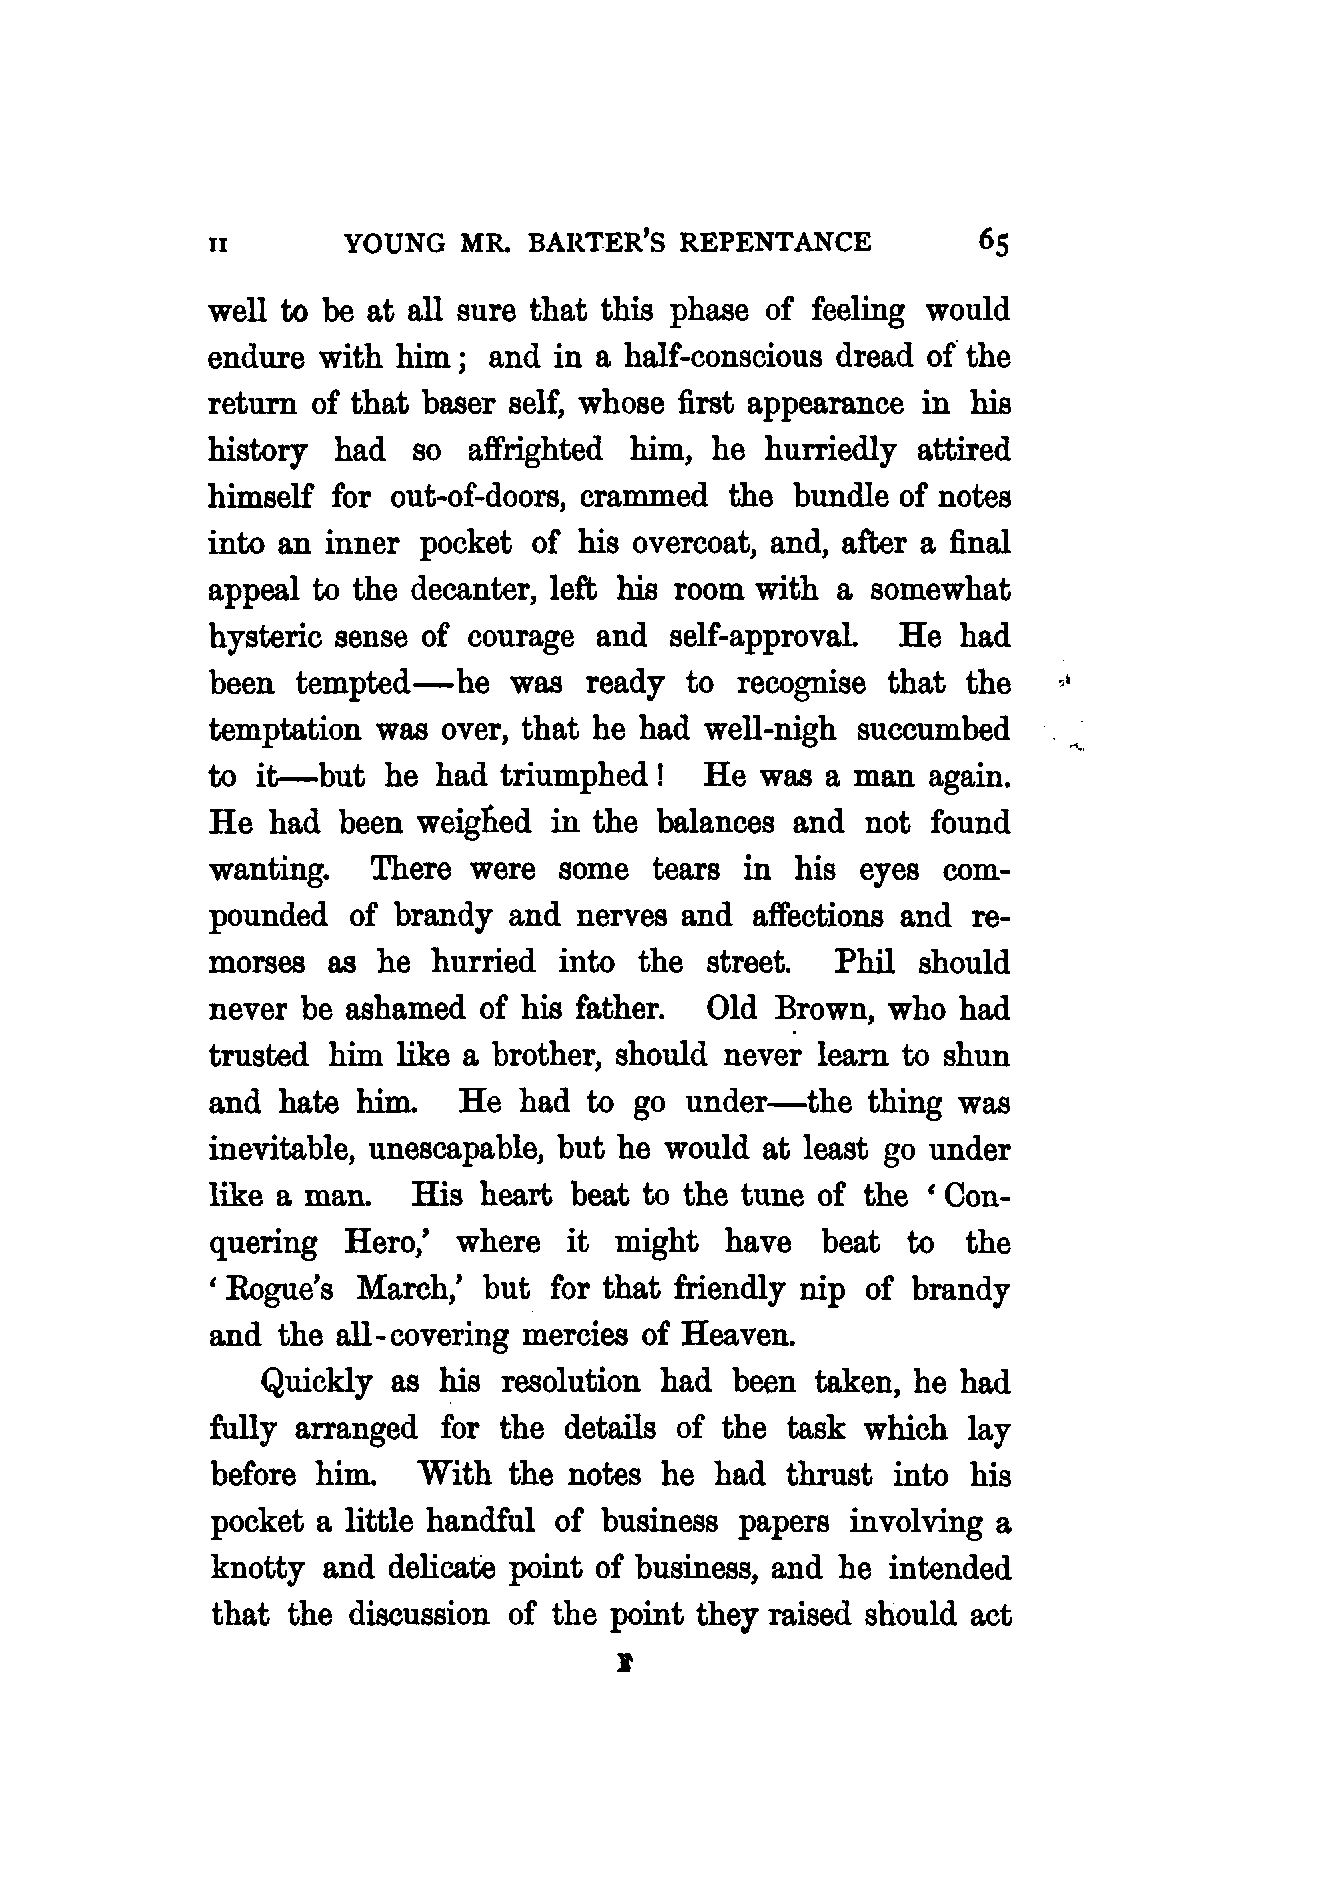 II YOUNG MR. BARTER'S REPENTANCE 65
well to be at all sure that this phase of feeling would
endure with him; and in a half-conscious dread of the
return of that baser self, whose first appearance in his
history had so affrighted him, he hurriedly attired
himself for out-of-doors, crammed the bundle of notes
into an inner pocket of his overcoat, and, after a final
appeal to the decanter, left his room with a somewhat
hysteric sense of courage and self-approval. He had
been tempted—he was ready to recognise that the
temptation was over, that he had well-nigh succumbed
to it—but he had triumphed! He was a man again.
He had been weighed in the balances and not found
wanting. There were some tears in his eyes com-
pounded of brandy and nerves and affections and re-
morses as he hurried into the street. Phil should
never be ashamed of his father. Old Brown, who had
trusted him like a brother, should never learn to shun
and hate him. He had to go under—the thing was
inevitable, unescapable, but he would at least go under
like a man. His heart beat to the tune of the ‘Con-
quering Hero,’ where it might have beat to the
‘Rogue's March,’ but for that friendly nip of brandy
and the all-covering mercies of Heaven.
Quickly as his resolution had been taken, he had
fully arranged for the details of the task which lay
before him. With the notes he had thrust into his
pocket a little handful of business papers involving a
knotty and delicate point of business, and he intended
that the discussion of the point they raised should act
F